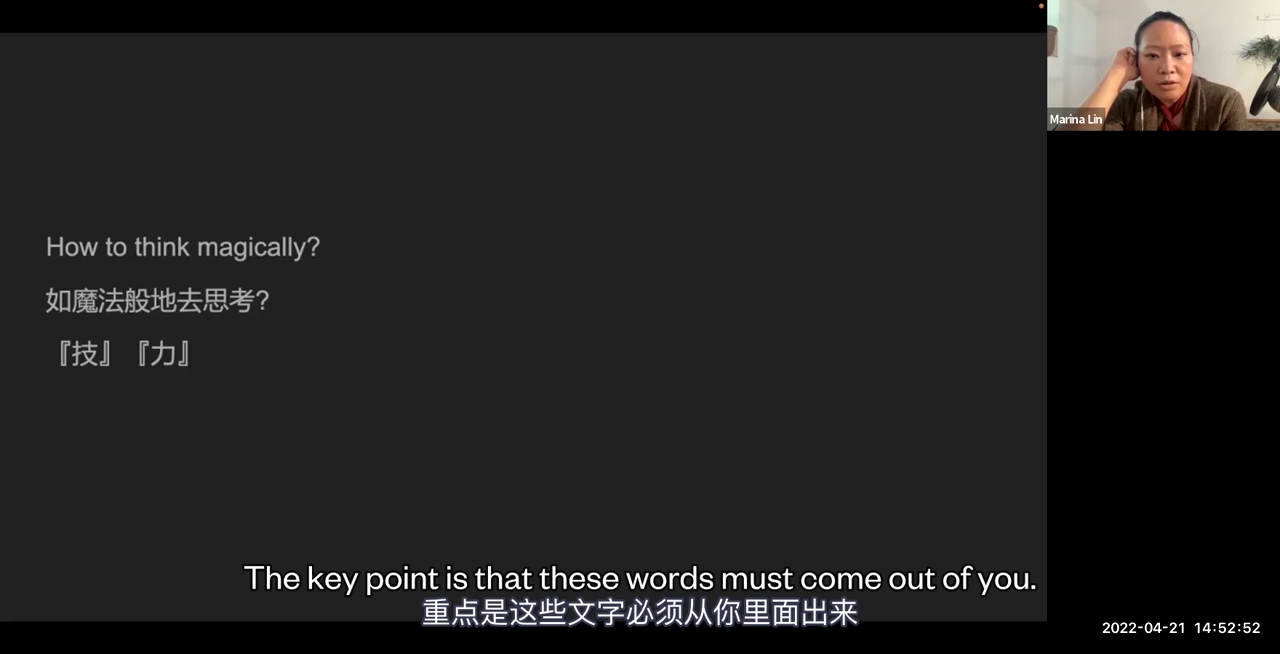 Marina Lin
How to think magically?
如魔法般地去思考?
『技』『力』
The key point is that these words must come out of you.
重点是这些文字必须从你里面出来
2022-04-21 14:52:52